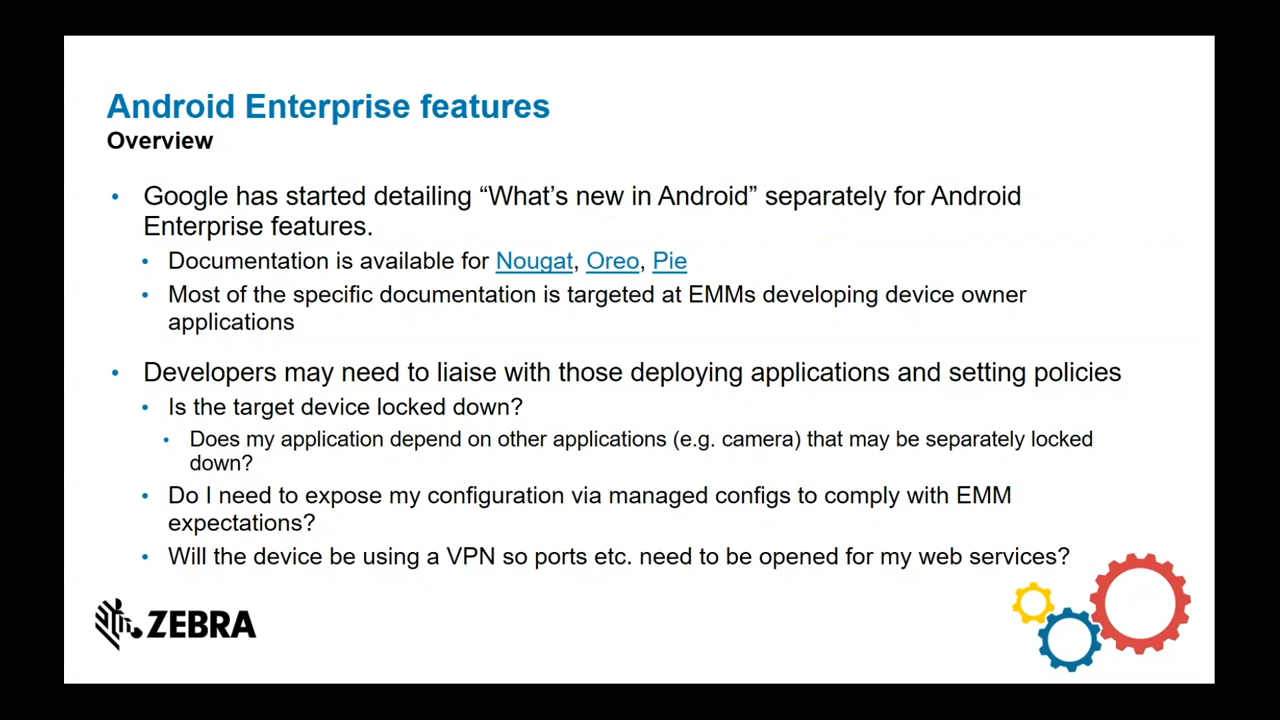 Android Enterprise features
Overview
• Google has started detailing “What’s new in Android” separately for Android
Enterprise features.
• Documentation is available for Nougat, Oreo, Pie
• Most of the specific documentation is targeted at EMMs developing device owner
applications
• Developers may need to liaise with those deploying applications and setting policies
• Is the target device locked down?
• Does my application depend on other applications (e.g. camera) that may be separately locked
down?
• Do I need to expose my configuration via managed configs to comply with EMM
expectations?
• Will the device be using a VPN so ports etc. need to be opened for my web services?
ZEBRA